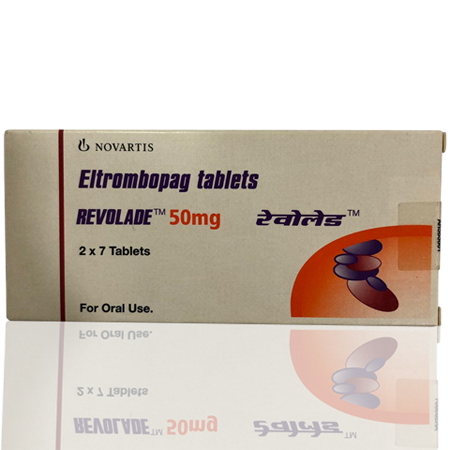 NOVARTIS
Eltrombopag tablets
REVOLADE™ 50mg रेवोलेड™
2 x 7 Tablets
For Oral Use.